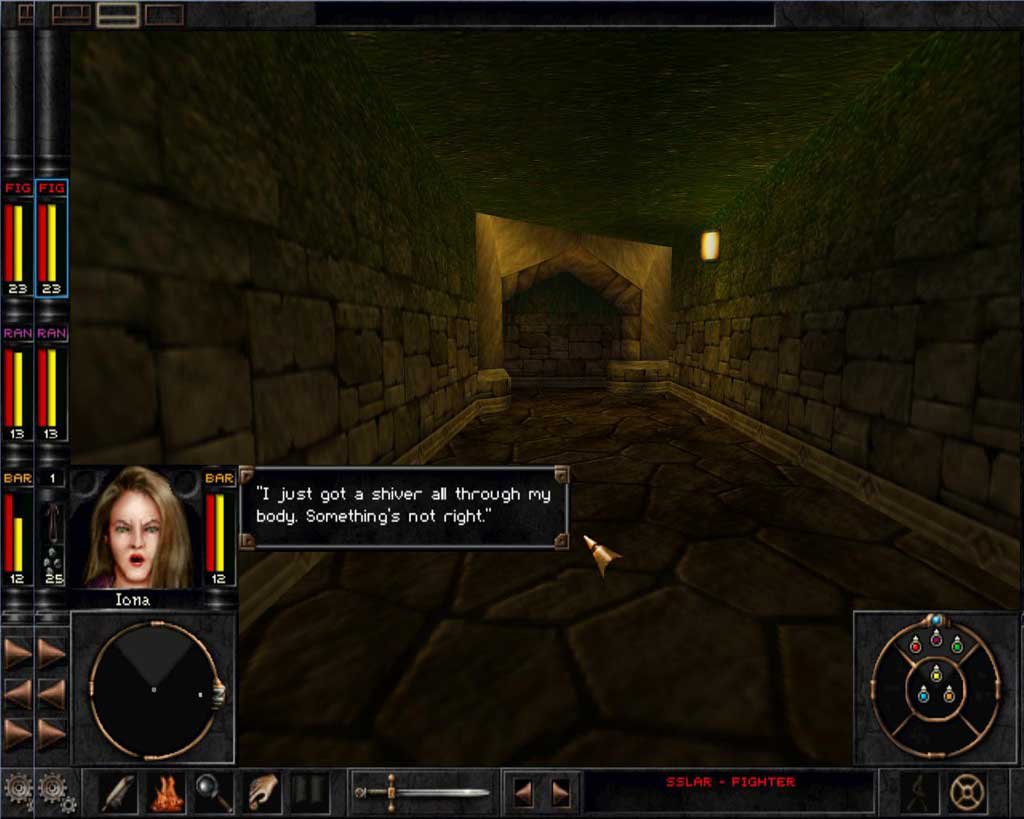 FIG FIG
23 23
RAN RAN
13 13
BAR 1 BAR
"I just got a shiver all through my
body. Something's not right."
12 25 12
Iona
SSLAR - FIGHTER